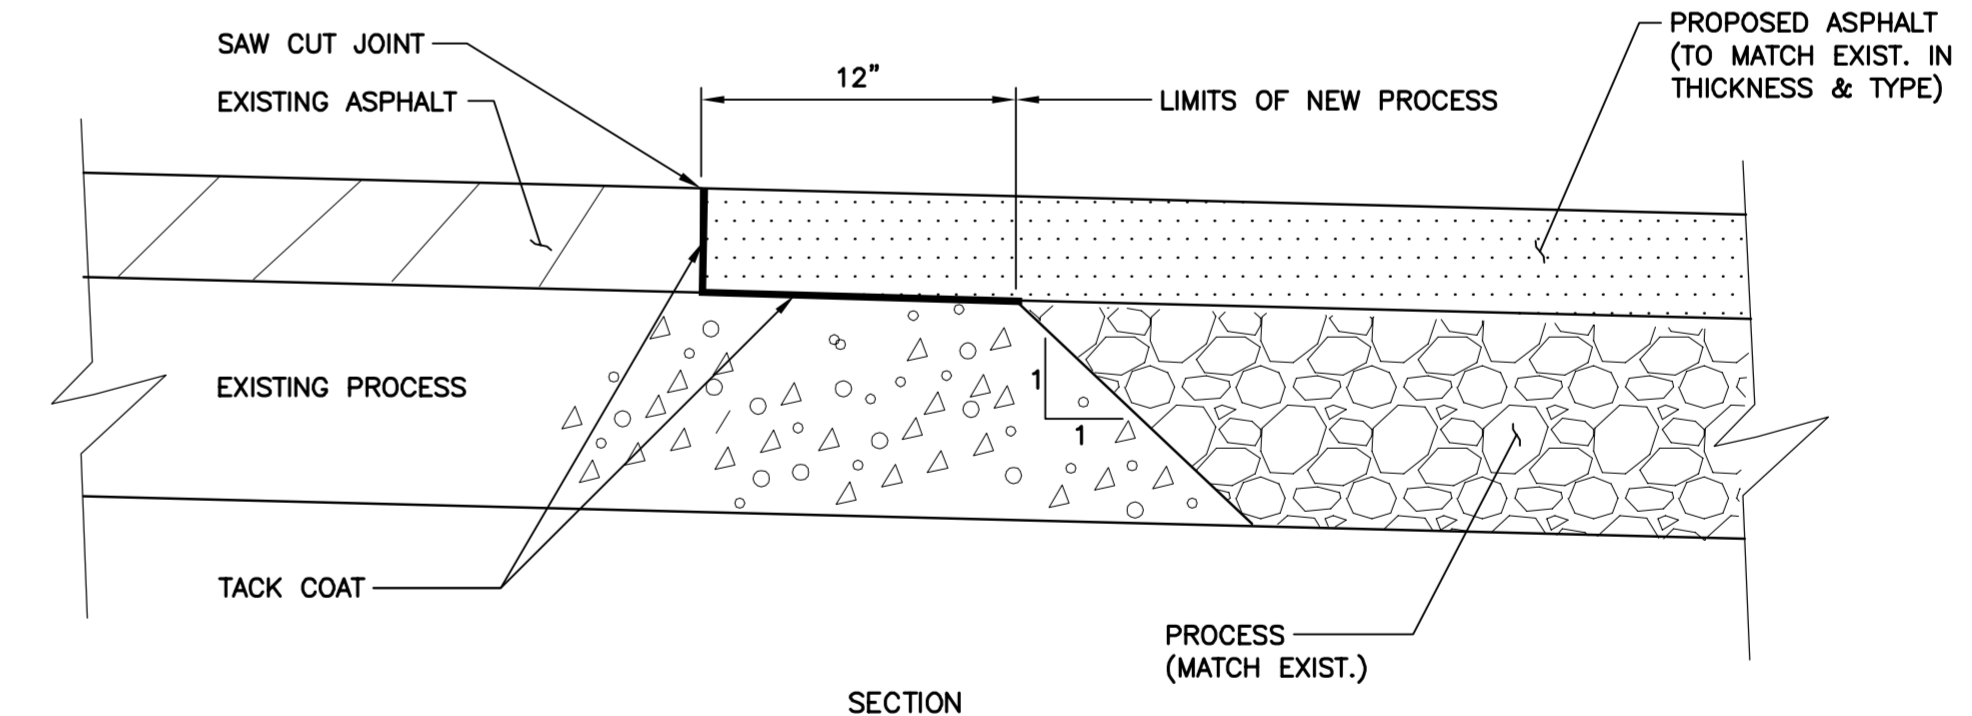 SAW CUT JOINT
EXISTING ASPHALT
12"
LIMITS OF NEW PROCESS
PROPOSED ASPHALT
(TO MATCH EXIST. IN
THICKNESS & TYPE)
EXISTING PROCESS
1
1
TACK COAT
PROCESS
(MATCH EXIST.)
SECTION